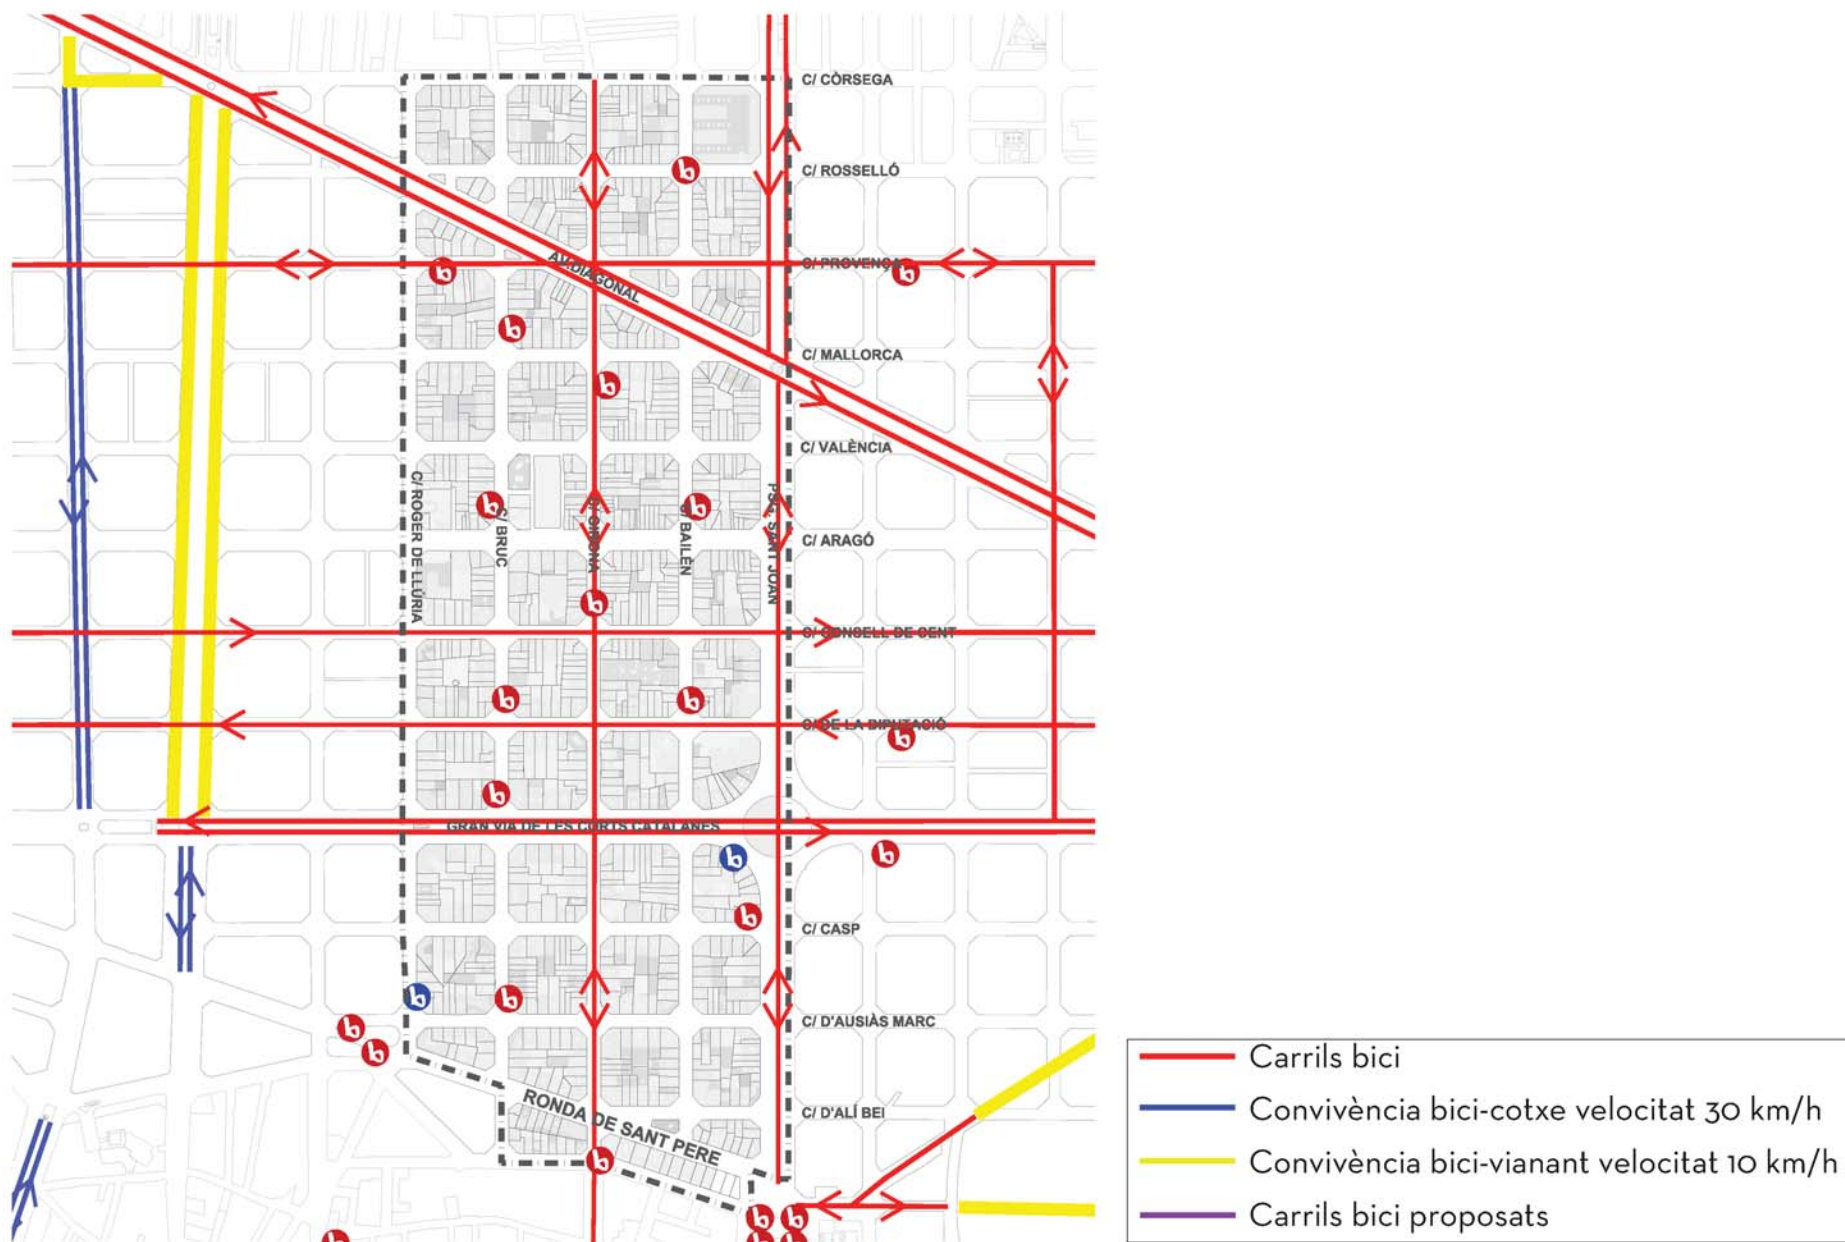 C/ CÒRSEGA
C/ ROSSELLÓ
C/ PROVENÇA
AV.DIAGONAL
C/ MALLORCA
C/ VALÈNCIA
C/ ROGER DE LLÚRIA
C/ BRUC
C/ GIRONA
C/ BAILÈN
PSG. SANT JOAN
C/ ARAGÓ
C/ CONSELL DE CENT
C/ DE LA DIPUTACIÓ
GRAN VIA DE LES CORTS CATALANES
C/ CASP
C/ D'AUSIÀS MARC
C/ D'ALÍ BEI
RONDA DE SANT PERE
Carrils bici
Convivència bici-cotxe velocitat 30 km/h
Convivència bici-vianant velocitat 10 km/h
Carrils bici proposats